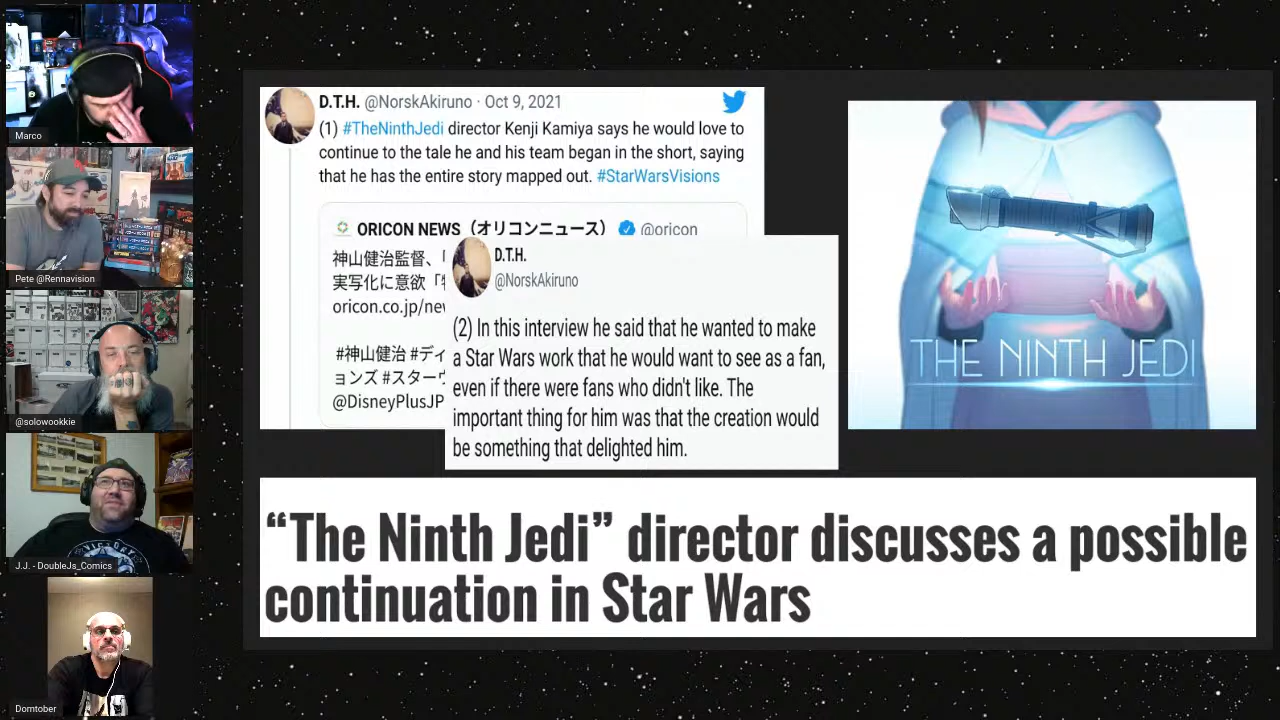 Marco
Pete @Rennavision
@solowookkie
J.J. - DoubleJs_Comics
Domtober
D.T.H. @NorskAkiruno · Oct 9, 2021
(1) #TheNinthJedi director Kenji Kamiya says he would love to
continue to the tale he and his team began in the short, saying
that he has the entire story mapped out. #StarWarsVisions
ORICON NEWS（オリコンニュース） @oricon
神山健治監督、「
実写化に意欲「
oricon.co.jp/nev
#神山健治 #ディ
ョンズ #スター
@DisneyPlusJP
D.T.H.
@NorskAkiruno
(2) In this interview he said that he wanted to make
a Star Wars work that he would want to see as a fan,
even if there were fans who didn't like. The
important thing for him was that the creation would
be something that delighted him.
THE NINTH JEDI
“The Ninth Jedi” director discusses a possible
continuation in Star Wars